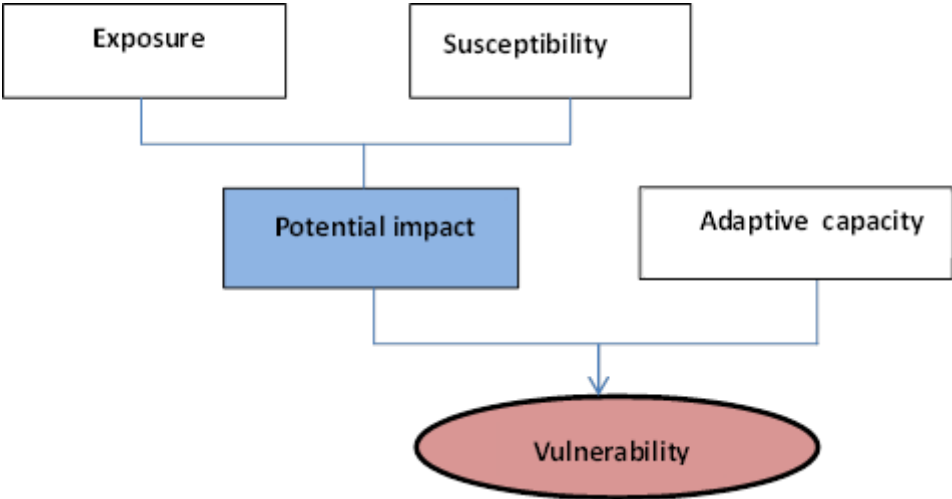 Exposure
Susceptibility
Potential impact
Adaptive capacity
Vulnerability